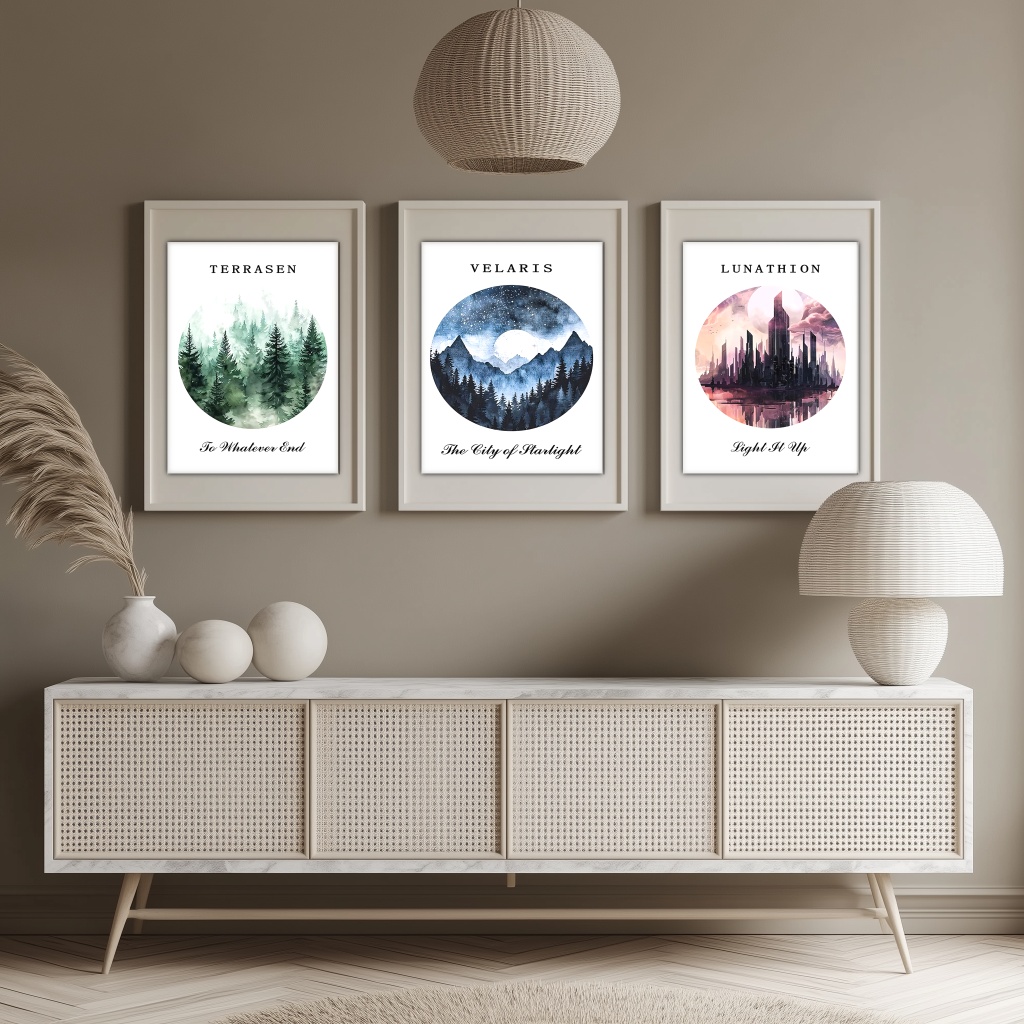 TERRASEN
To Whatever End
VELARIS
The City of Starlight
LUNATHION
Light It Up